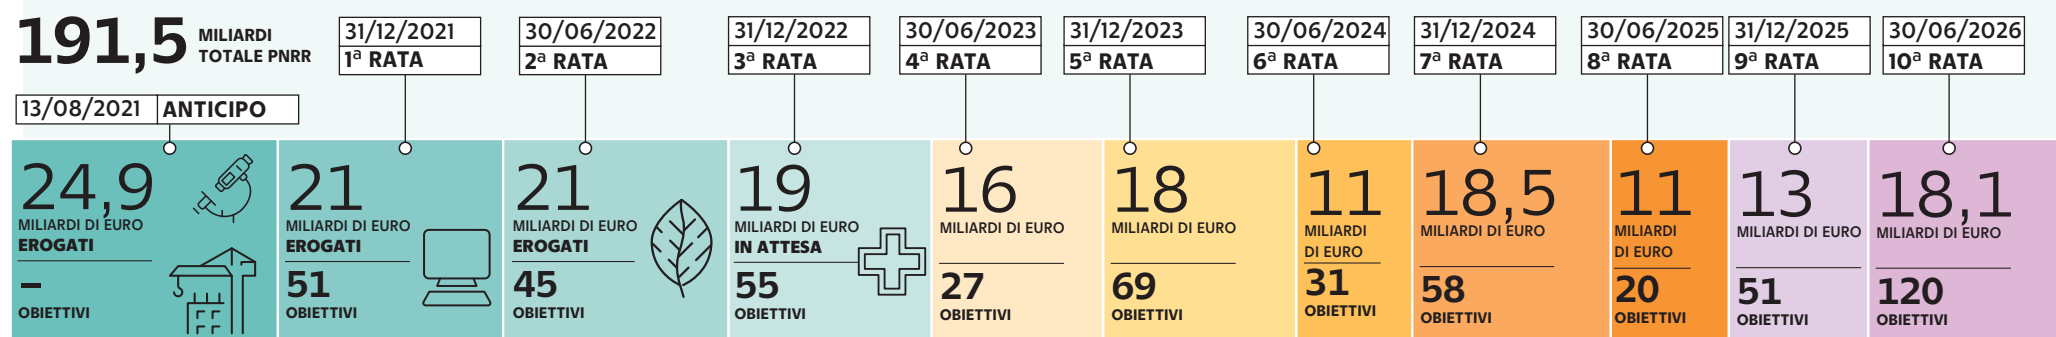 191,5
MILIARDI
TOTALE PNRR
13/08/2021 ANTICIPO
24,9
MILIARDI DI EURO
EROGATI
–
OBIETTIVI
31/12/2021
1ª RATA
21
MILIARDI DI EURO
EROGATI
51
OBIETTIVI
30/06/2022
2ª RATA
21
MILIARDI DI EURO
EROGATI
45
OBIETTIVI
31/12/2022
3ª RATA
19
MILIARDI DI EURO
IN ATTESA
55
OBIETTIVI
30/06/2023
4ª RATA
16
MILIARDI DI EURO
27
OBIETTIVI
31/12/2023
5ª RATA
18
MILIARDI DI EURO
69
OBIETTIVI
30/06/2024
6ª RATA
11
MILIARDI
DI EURO
31
OBIETTIVI
31/12/2024
7ª RATA
18,5
MILIARDI DI EURO
58
OBIETTIVI
30/06/2025
8ª RATA
11
MILIARDI
DI EURO
20
OBIETTIVI
31/12/2025
9ª RATA
13
MILIARDI DI EURO
51
OBIETTIVI
30/06/2026
10ª RATA
18,1
MILIARDI DI EURO
120
OBIETTIVI